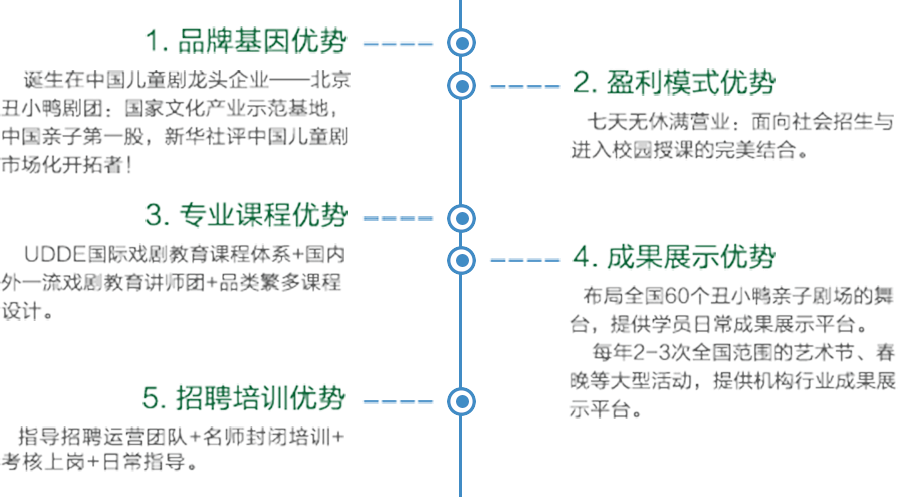 1. 品牌基因优势
诞生在中国儿童剧龙头企业——北京
丑小鸭剧团：国家文化产业示范基地，
中国亲子第一股，新华社评中国儿童剧
市场化开拓者！
2. 盈利模式优势
七天无休满营业：面向社会招生与
进入校园授课的完美结合。
3. 专业课程优势
UDDE国际戏剧教育课程体系+国内
外一流戏剧教育讲师团+品类繁多课程
设计。
4. 成果展示优势
布局全国60个丑小鸭亲子剧场的舞
台，提供学员日常成果展示平台。
每年2-3次全国范围的艺术节、春
晚等大型活动，提供机构行业成果展
示平台。
5. 招聘培训优势
指导招聘运营团队+名师封闭培训+
考核上岗+日常指导。